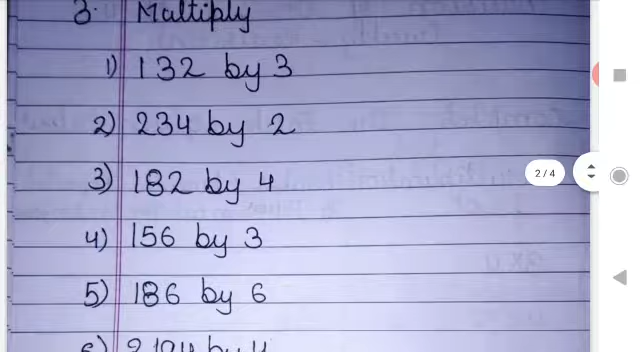 3. Multiply
1) 132 by 3
2) 234 by 2
3) 182 by 4
4) 156 by 3
5) 186 by 6
6)
2/4